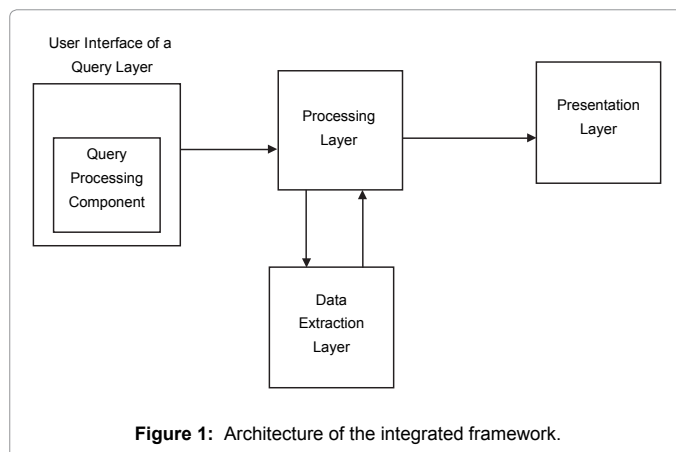 User Interface of a
Query Layer
Query
Processing
Component
Processing
Layer
Presentation
Layer
Data
Extraction
Layer
Figure 1: Architecture of the integrated framework.